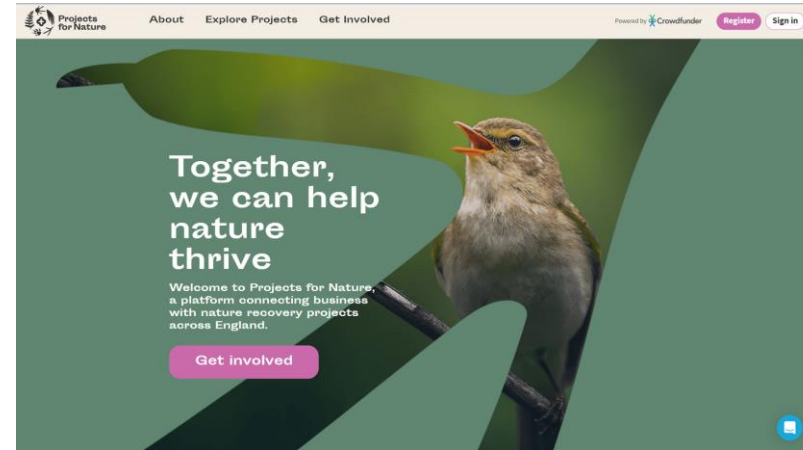 Projects
for Nature
About Explore Projects Get Involved
Powered by Crowdfunder
Register
Sign in
Together,
we can help
nature
thrive
Welcome to Projects for Nature,
a platform connecting business
with nature recovery projects
across England.
Get involved